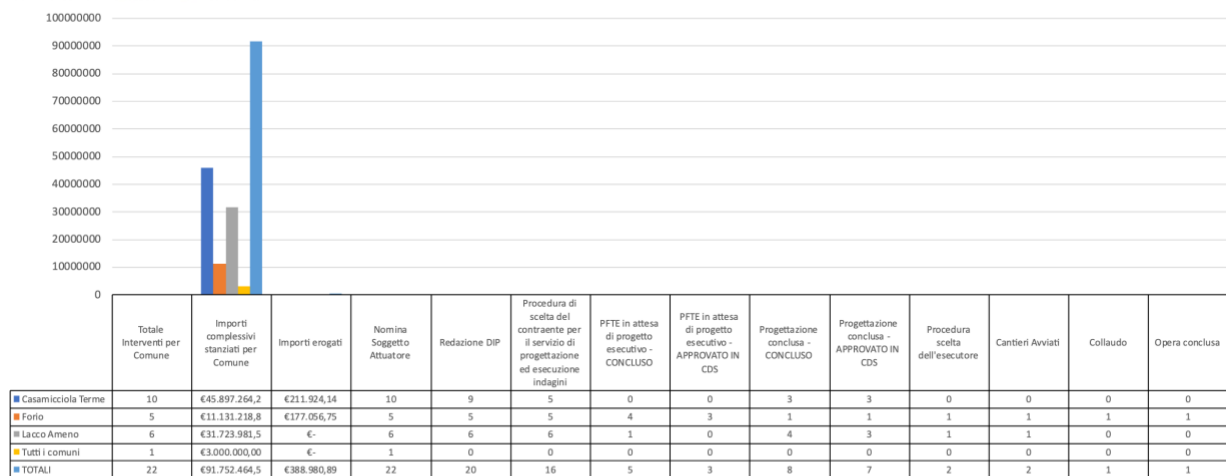 100000000
90000000
80000000
70000000
60000000
50000000
40000000
30000000
20000000
10000000
0
Totale Interventi per Comune
Importi complessivi stanziati per Comune
Importi erogati
Nomina Soggetto Attuatore
Redazione DIP
Procedura di scelta del contraente per il servizio di progettazione ed esecuzione indagini
PFTE in attesa di progetto esecutivo - CONCLUSO
PFTE in attesa di progetto esecutivo - APPROVATO IN CDS
Progettazione conclusa - CONCLUSO
Progettazione conclusa - APPROVATO IN CDS
Procedura scelta dell'esecutore
Cantieri Avviati
Collaudo
Opera conclusa
Casamicciola Terme 10 €45.897.264,2 €211.924,14 10 9 5 0 0 3 3 0 0 0 0
Forio 5 €11.131.218,8 €177.056,75 5 5 5 4 3 1 1 1 1 1 1
Lacco Ameno 6 €31.723.981,5 €- 6 6 6 1 0 4 3 1 1 0 0
Tutti i comuni 1 €3.000.000,00 €- 1 0 0 0 0 0 0 0 0 0 0
TOTALI 22 €91.752.464,5 €388.980,89 22 20 16 5 3 8 7 2 2 1 1